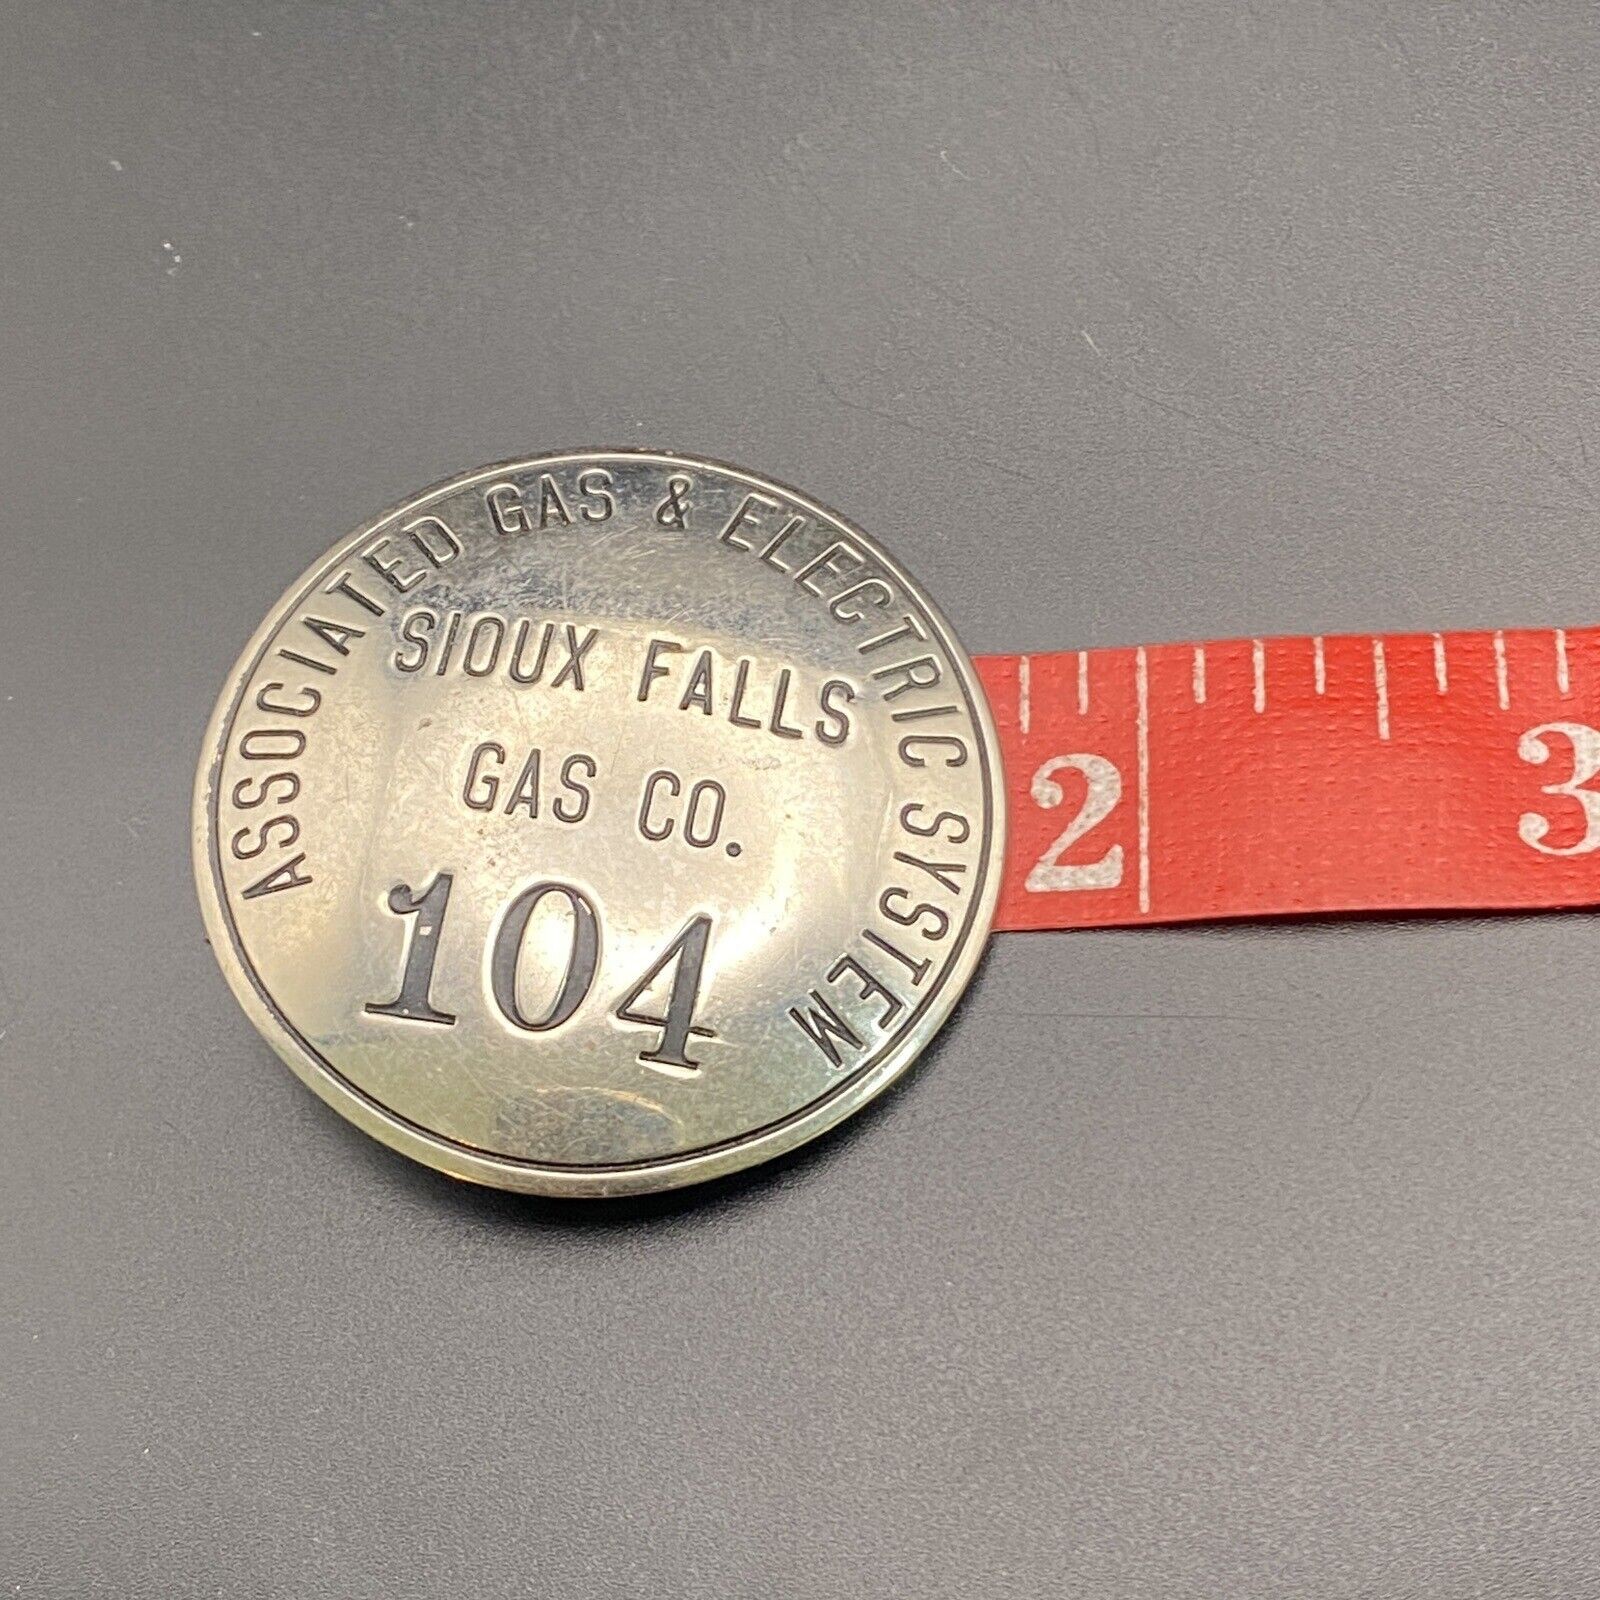 ASSOCIATED GAS & ELECTRIC SYSTEM
SIOUX FALLS
GAS CO.
104
2
3